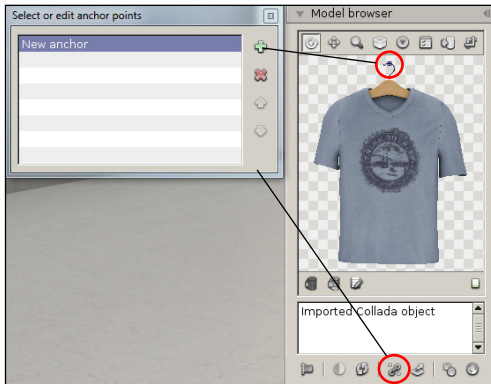 Select or edit anchor points
Model browser
New anchor
Imported Collada object